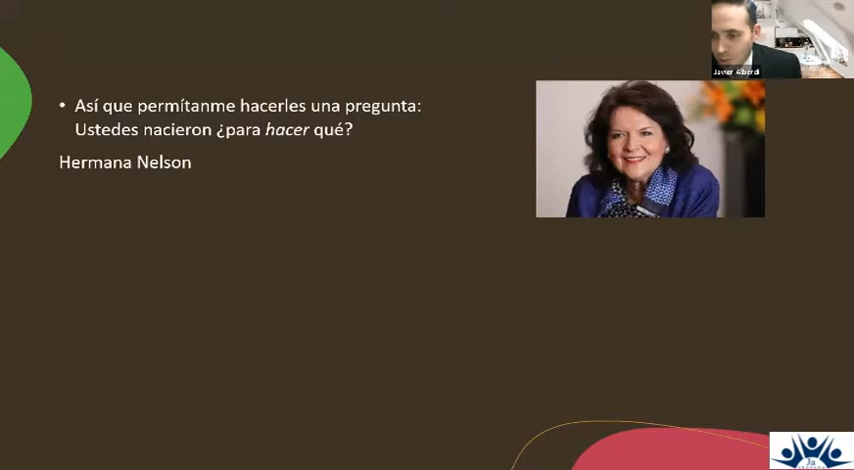 Javier Alberdi
• Así que permítanme hacerles una pregunta:
Ustedes nacieron ¿para hacer qué?
Hermana Nelson